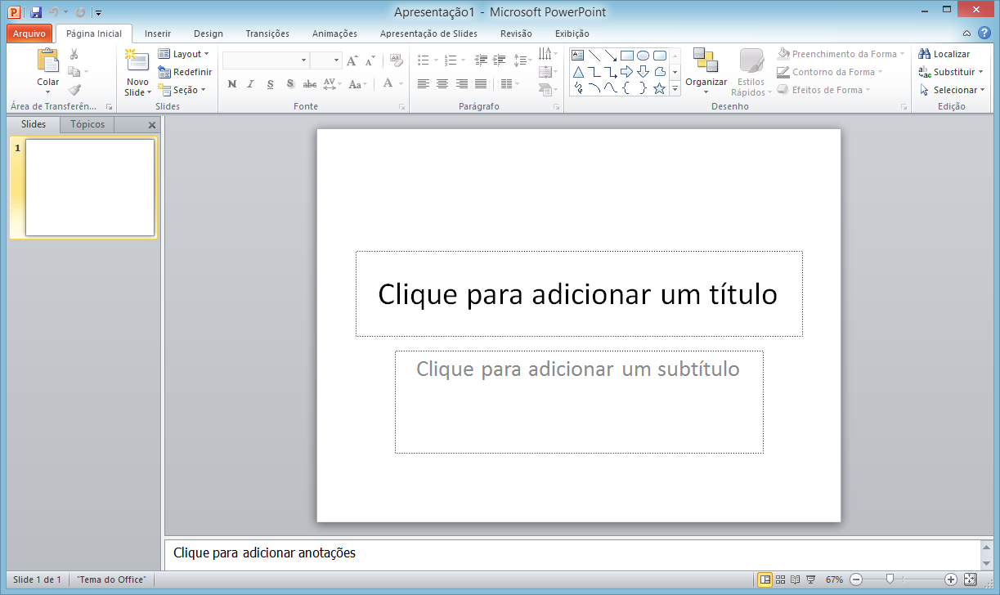 Apresentação1 - Microsoft PowerPoint
Arquivo Página Inicial Inserir Design Transições Animações Apresentação de Slides Revisão Exibição
Colar
Área de Transferên...
Novo
Slide
Layout
Redefinir
Seção
Slides
N I S S abc AV Aa A
Fonte
Parágrafo
Organizar
Estilos
Rápidos
Preenchimento da Forma
Contorno da Forma
Efeitos de Forma
Desenho
Localizar
Substituir
Selecionar
Edição
Slides Tópicos
1
Clique para adicionar um título
Clique para adicionar um subtítulo
Clique para adicionar anotações
Slide 1 de 1 "Tema do Office" 67%